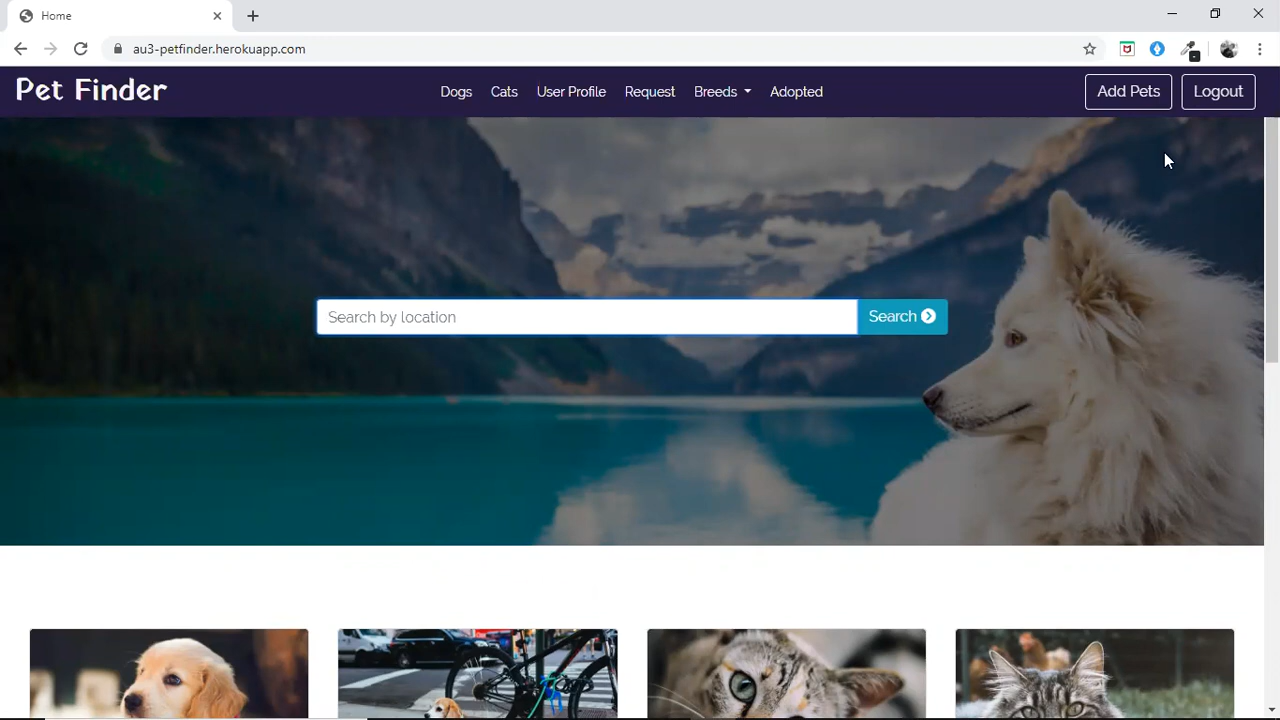 Home
au3-petfinder.herokuapp.com
Pet Finder
Dogs Cats User Profile Request Breeds Adopted
Add Pets Logout
Search by location
Search